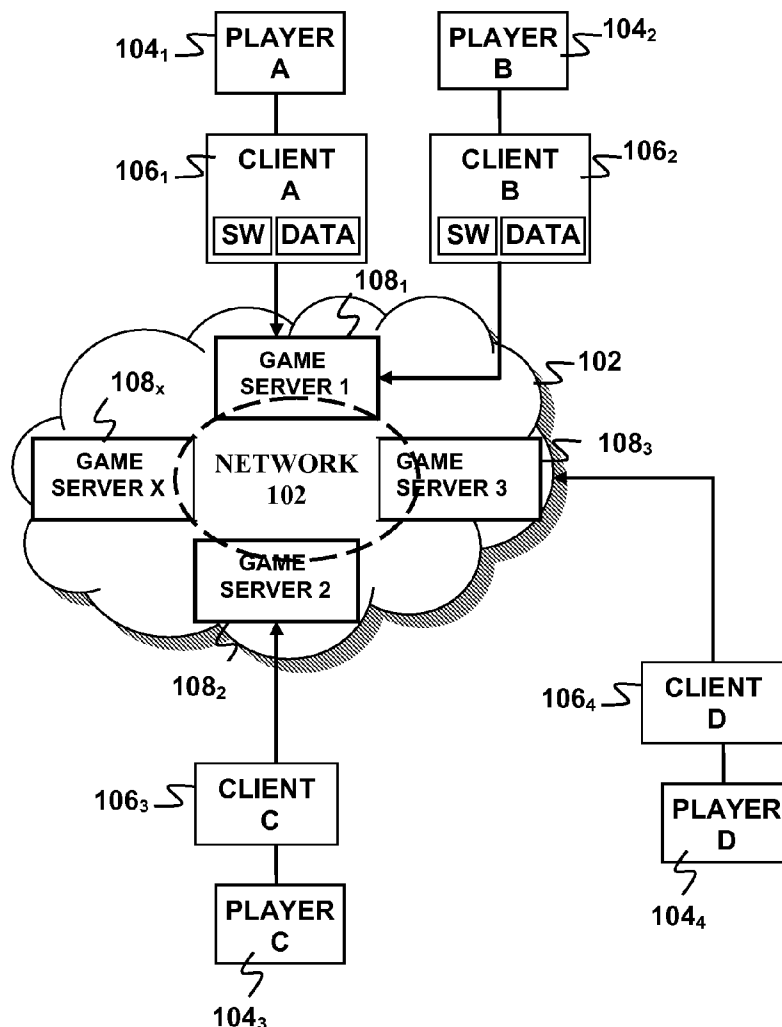 104₁
PLAYER
A
PLAYER
B
104₂
106₁
CLIENT
A
SW
DATA
CLIENT
B
SW
DATA
106₂
108₁
GAME
SERVER 1
102
108ₓ
GAME
SERVER X
NETWORK
102
GAME
SERVER 3
108₃
GAME
SERVER 2
108₂
106₄
CLIENT
D
106₃
CLIENT
C
PLAYER
D
104₄
PLAYER
C
104₃